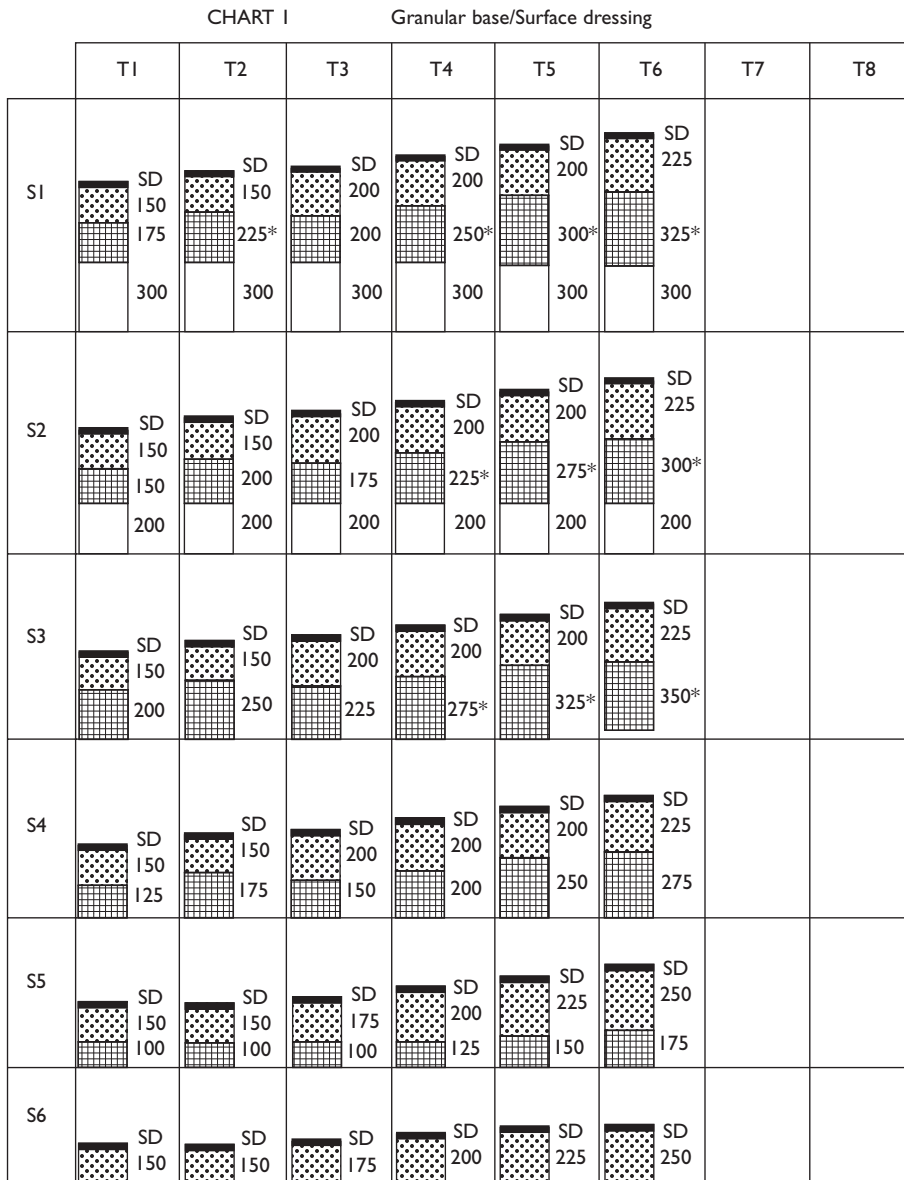 CHART 1 Granular base/Surface dressing
T1 T2 T3 T4 T5 T6 T7 T8
S1
SD SD SD SD SD SD
150 150 200 200 200 225
175 225* 200 250* 300* 325*
300 300 300 300 300 300
S2
SD SD SD SD SD SD
150 150 200 200 200 225
150 200 175 225* 275* 300*
200 200 200 200 200 200
S3
SD SD SD SD SD SD
150 150 200 200 200 225
200 250 225 275* 325* 350*
S4
SD SD SD SD SD SD
150 150 200 200 200 225
125 175 150 200 250 275
S5
SD SD SD SD SD SD
150 150 175 200 225 250
100 100 100 125 150 175
S6
SD SD SD SD SD SD
150 150 175 200 225 250